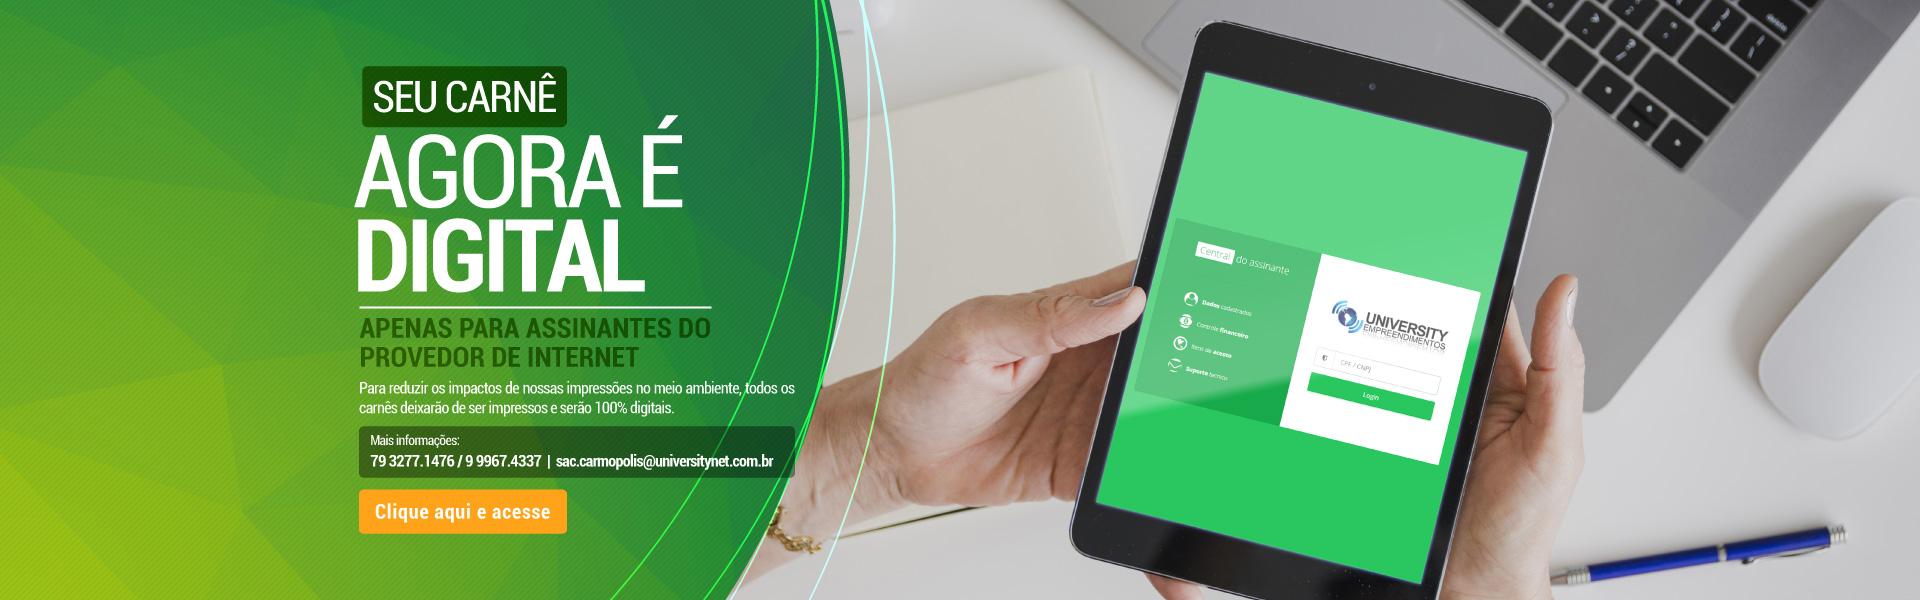 SEU CARNÊ
AGORA É
DIGITAL
APENAS PARA ASSINANTES DO
PROVEDOR DE INTERNET
Para reduzir os impactos de nossas impressões no meio ambiente, todos os
carnês deixarão de ser impressos e serão 100% digitais.
Mais informações:
79 3277.1476 / 9 9967.4337 | sac.carmopolis@universitynet.com.br
Clique aqui e acesse
Central do assinante
Dados cadastrados
Controle financeiro
Itens de acesso
Suporte tecnico
UNIVERSITY
EMPREENDIMENTOS
CPF / CNPJ
Login
delete